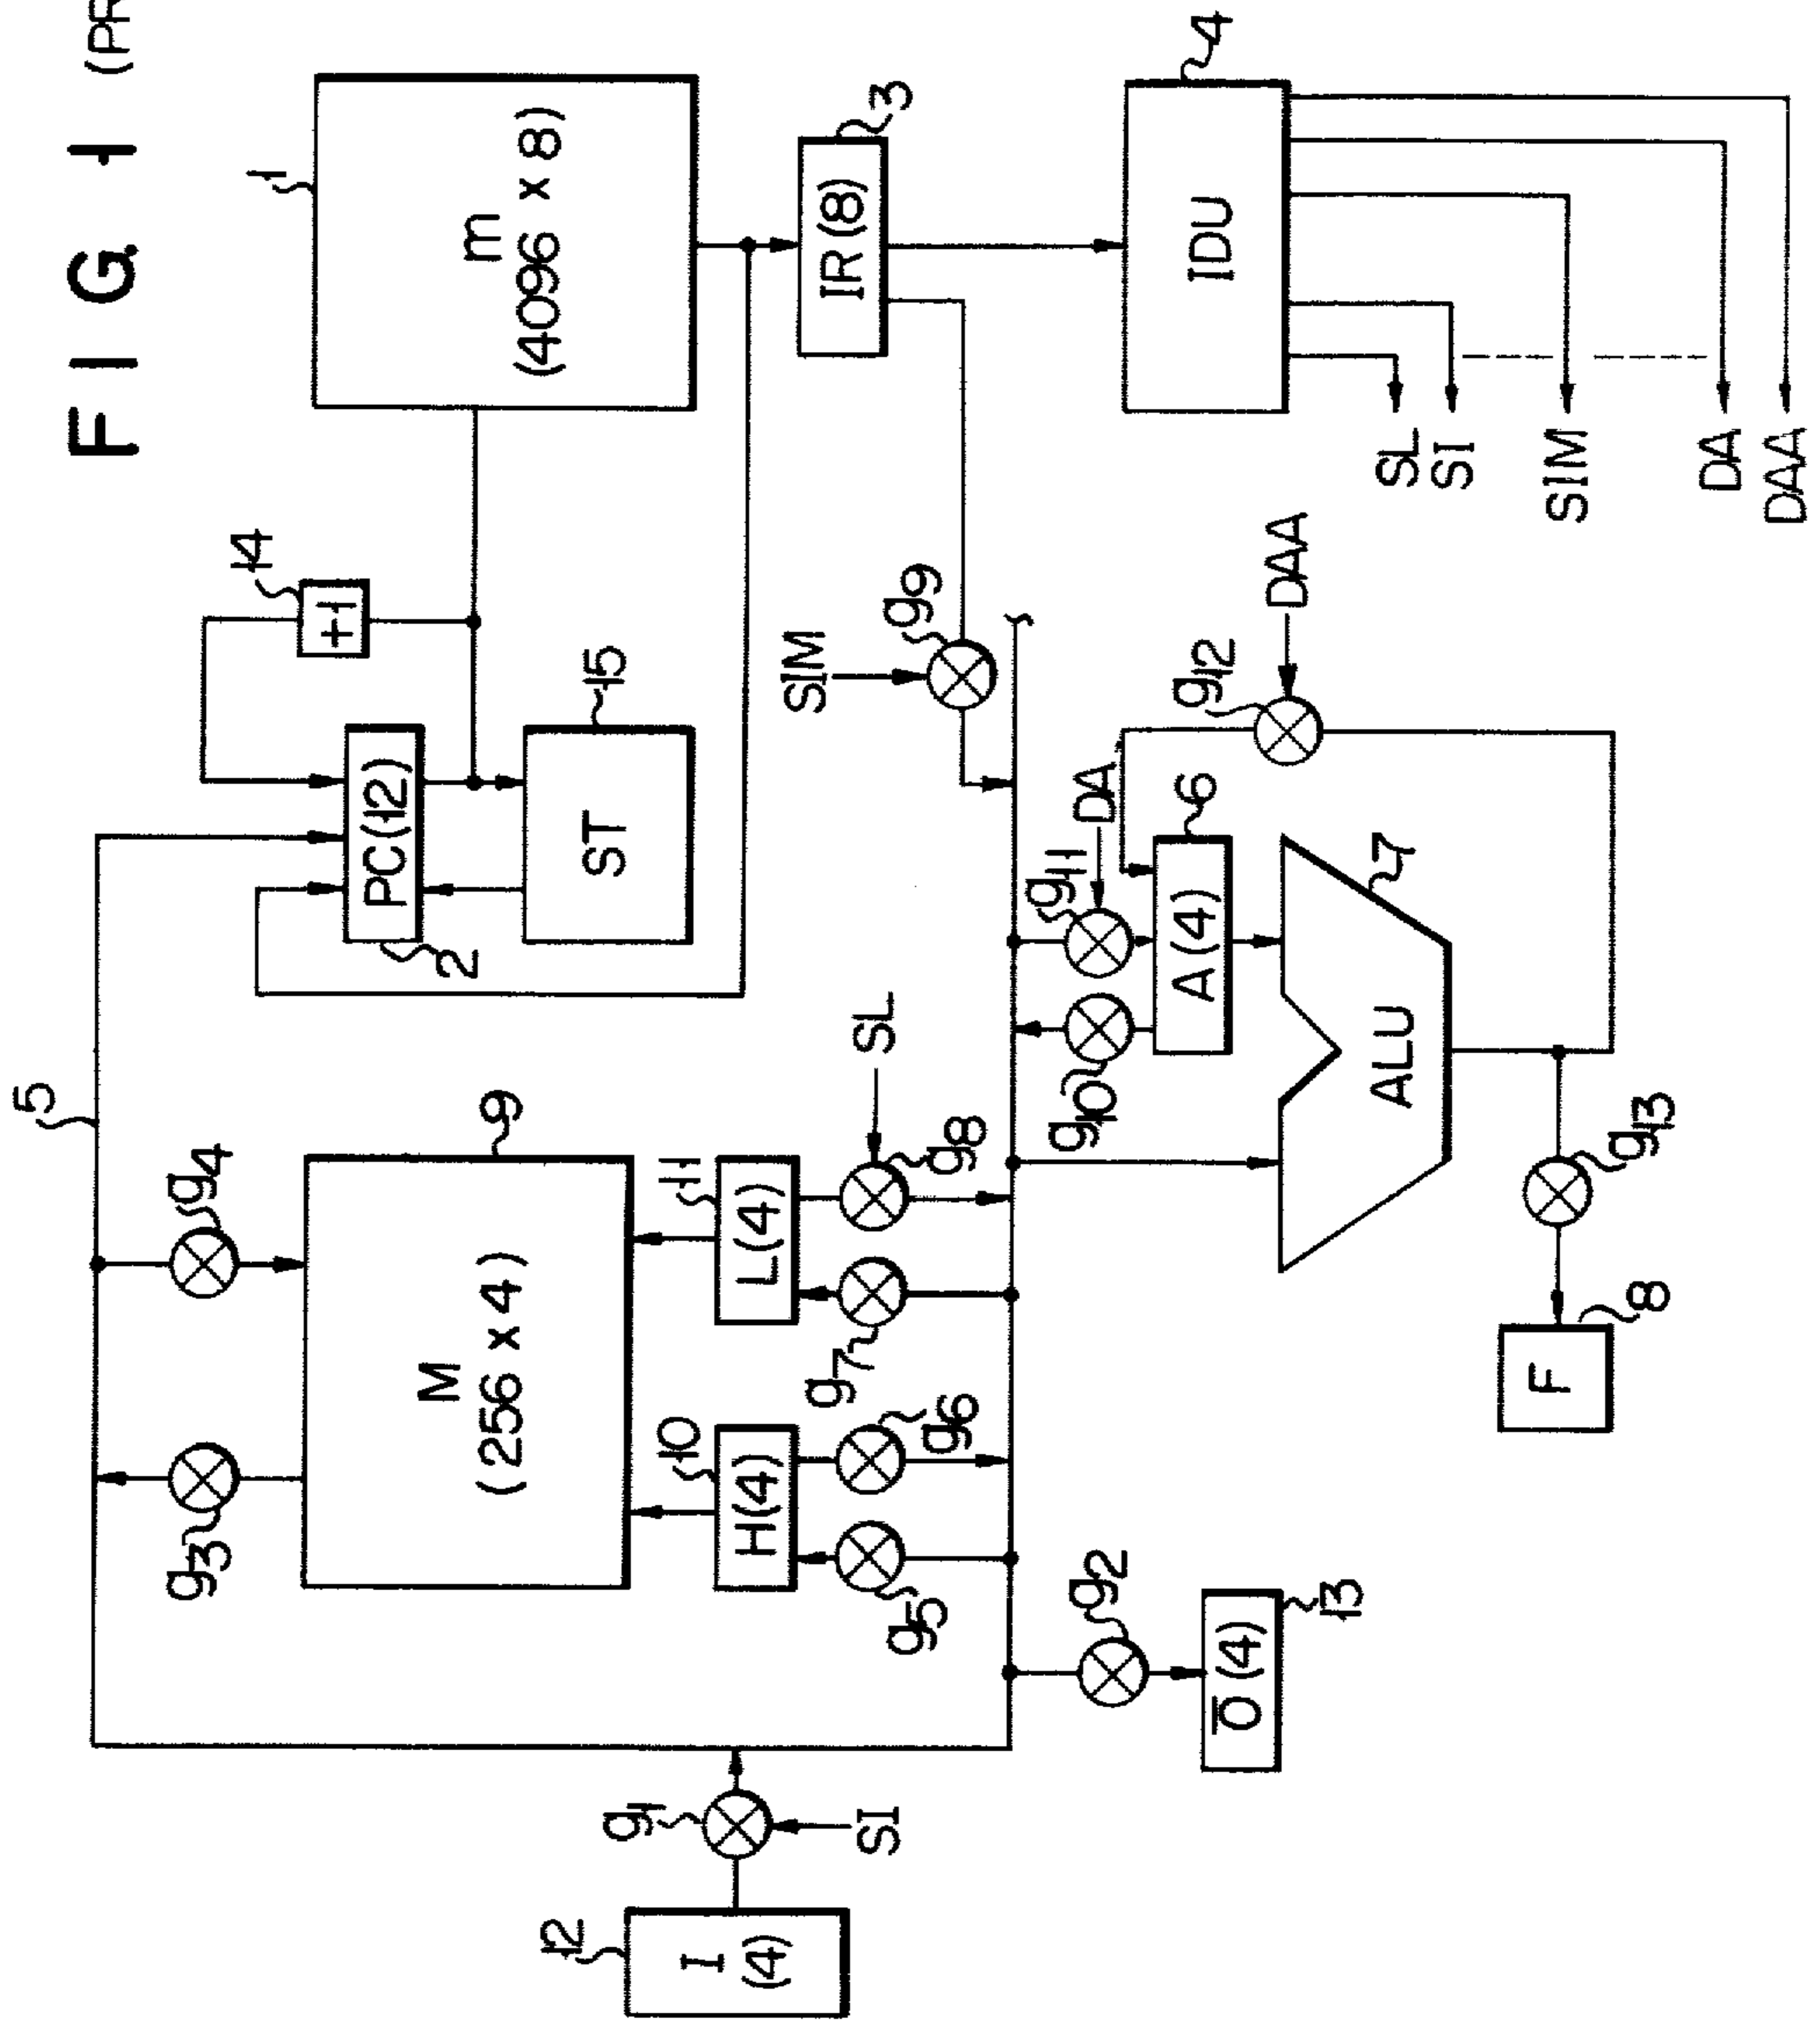 FIG. 1 (PR
5
g3
g4
M
(256 x 4)
9
14
+1
1
m
(4096 x 8)
PC(12)
2
ST
15
12
I
(4)
g1
SI
10
H(4)
11
L(4)
SL
g5
g6
g7
g8
SIM
g9
IR(8)
3
g2
O̅(4)
13
g10
g11
DA
A(4)
6
g12
DAA
ALU
7
g13
F
8
IDU
4
SL
SI
SIM
DA
DAA